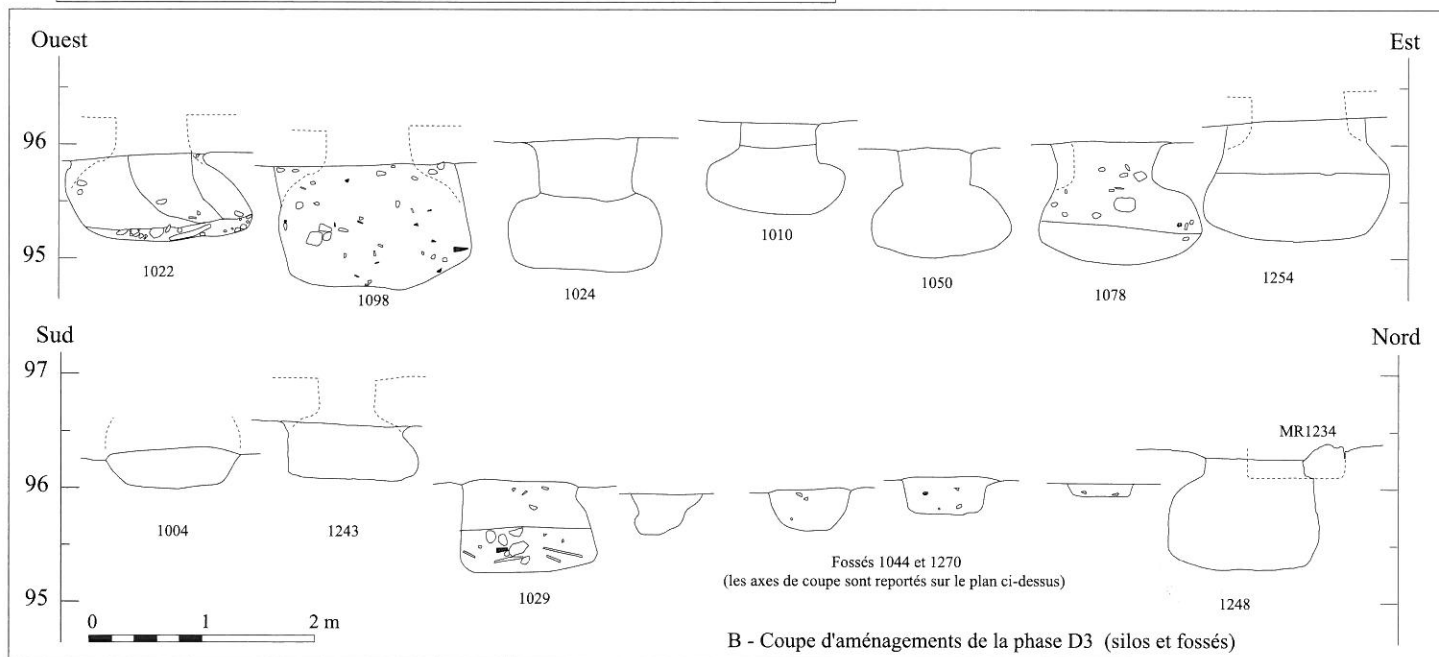 Ouest
Est
96
95
1022
1098
1024
1010
1050
1078
1254
Sud
Nord
97
96
95
MR1234
1004
1243
1029
Fossés 1044 et 1270
(les axes de coupe sont reportés sur le plan ci-dessus)
1248
0 1 2 m
B - Coupe d'aménagements de la phase D3 (silos et fossés)